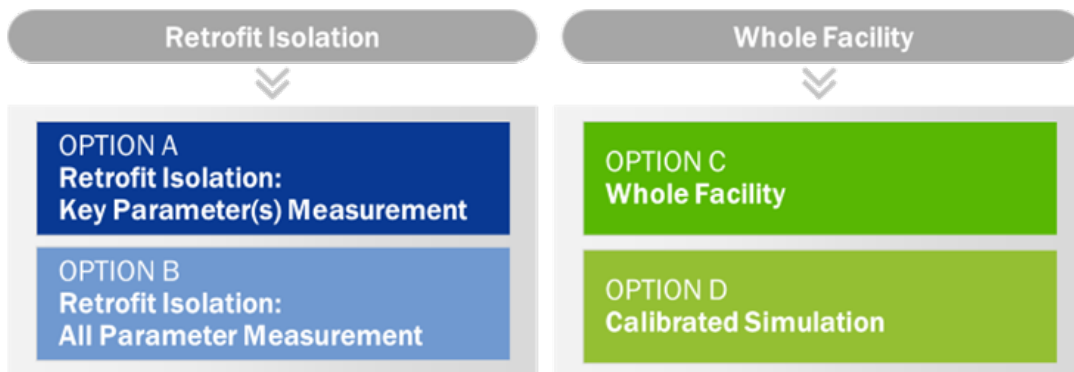 Retrofit Isolation
OPTION A
Retrofit Isolation:
Key Parameter(s) Measurement
OPTION B
Retrofit Isolation:
All Parameter Measurement
Whole Facility
OPTION C
Whole Facility
OPTION D
Calibrated Simulation